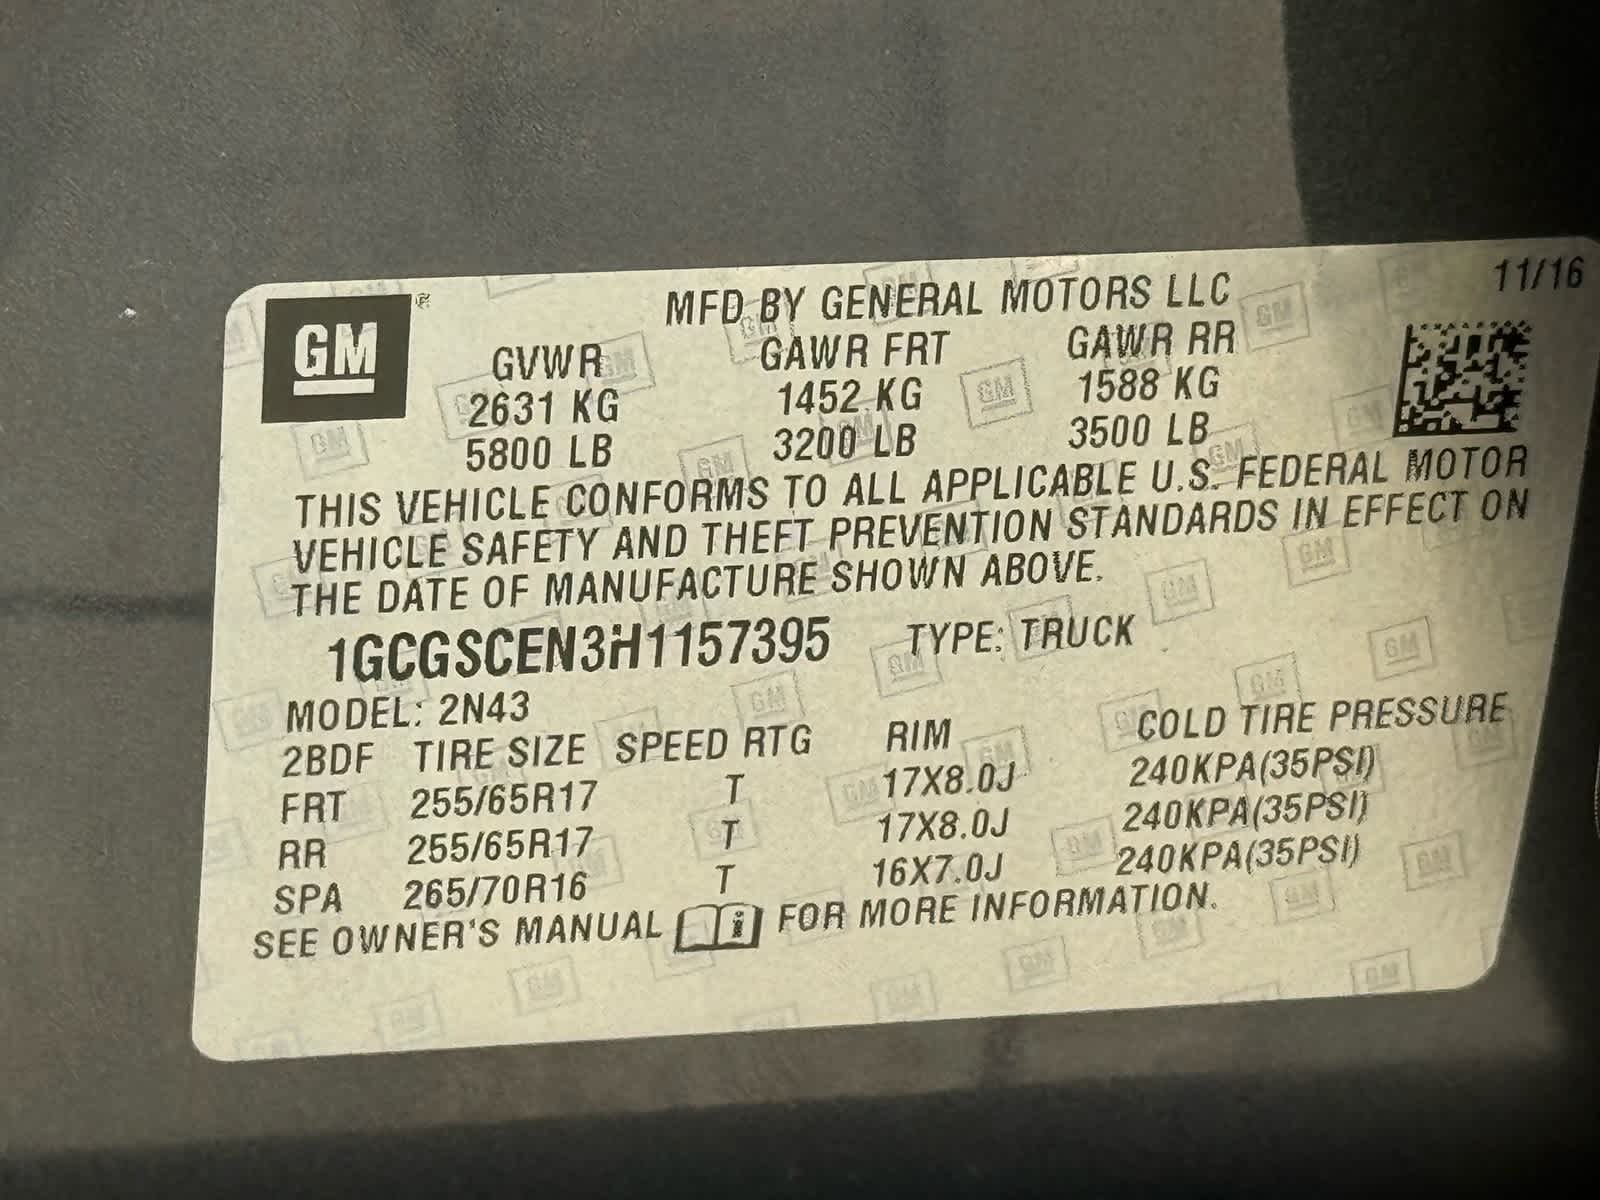 GM
11/16
MFD BY GENERAL MOTORS LLC
GVWR GAWR FRT GAWR RR
2631 KG 1452 KG 1588 KG
5800 LB 3200 LB 3500 LB
THIS VEHICLE CONFORMS TO ALL APPLICABLE U.S. FEDERAL MOTOR
VEHICLE SAFETY AND THEFT PREVENTION STANDARDS IN EFFECT ON
THE DATE OF MANUFACTURE SHOWN ABOVE.
1GCGSCEN3H1157395 TYPE: TRUCK
MODEL: 2N43
2BDF TIRE SIZE SPEED RTG RIM COLD TIRE PRESSURE
FRT 255/65R17 T 17X8.0J 240KPA(35PSI)
RR 255/65R17 T 17X8.0J 240KPA(35PSI)
SPA 265/70R16 T 16X7.0J 240KPA(35PSI)
SEE OWNER'S MANUAL i FOR MORE INFORMATION.